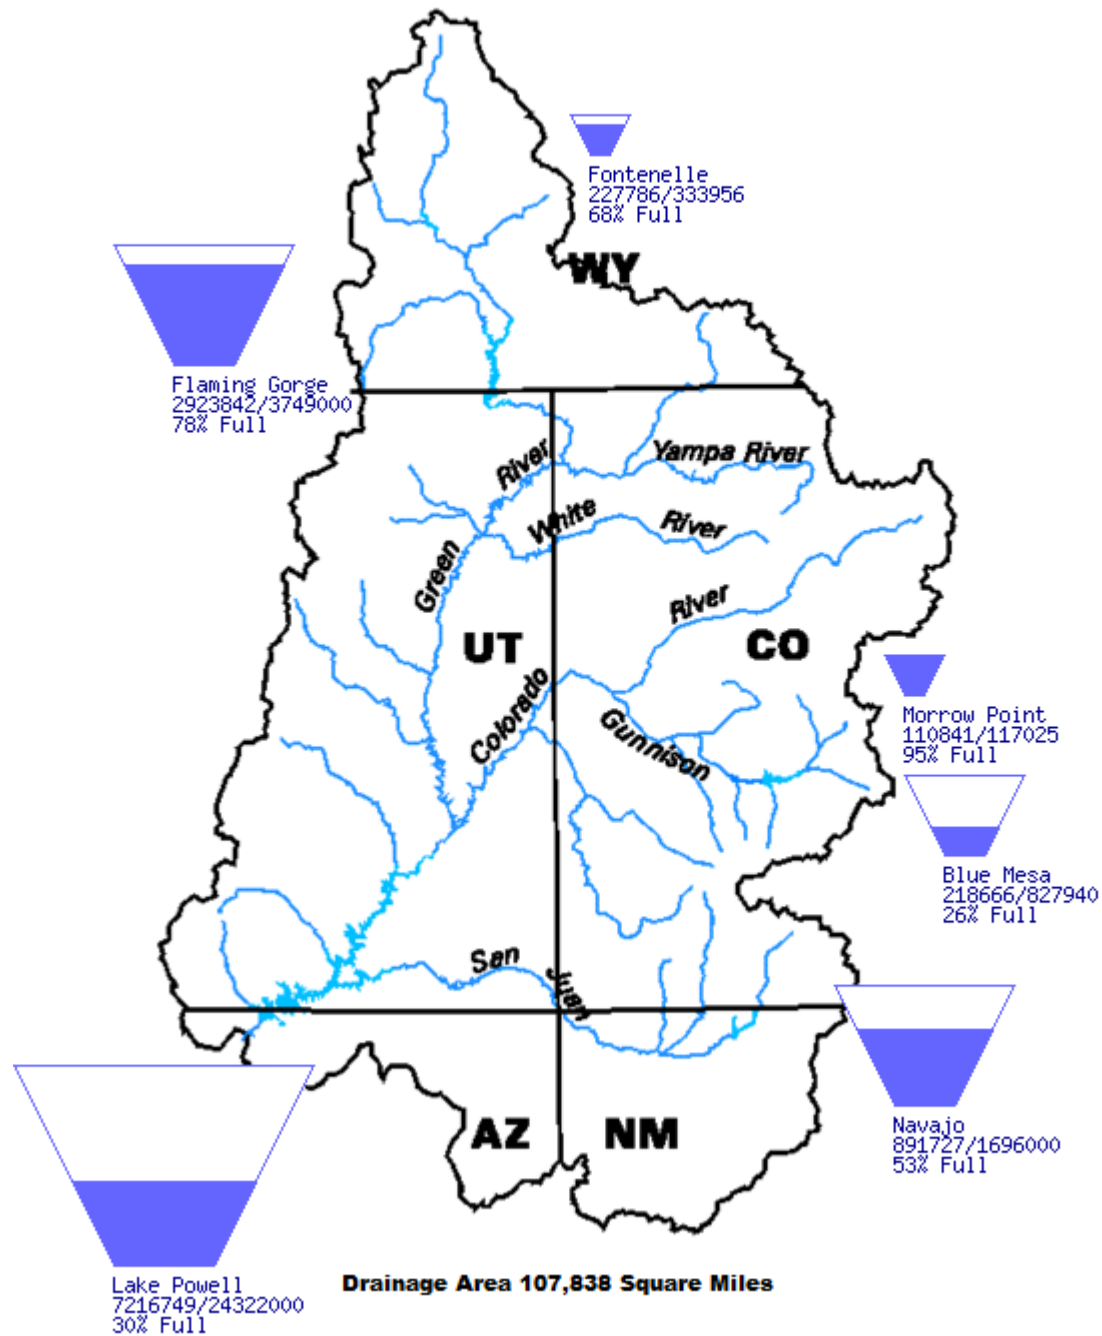 Fontenelle
227786/333956
68% Full
WY
Flaming Gorge
2923842/3749000
78% Full
River
Yampa River
White
River
Green
River
UT
CO
Colorado
Gunnison
Morrow Point
110841/117025
95% Full
Blue Mesa
218666/827940
26% Full
San
Juan
Navajo
891727/1696000
53% Full
AZ
NM
Lake Powell
7216749/24322000
30% Full
Drainage Area 107,838 Square Miles